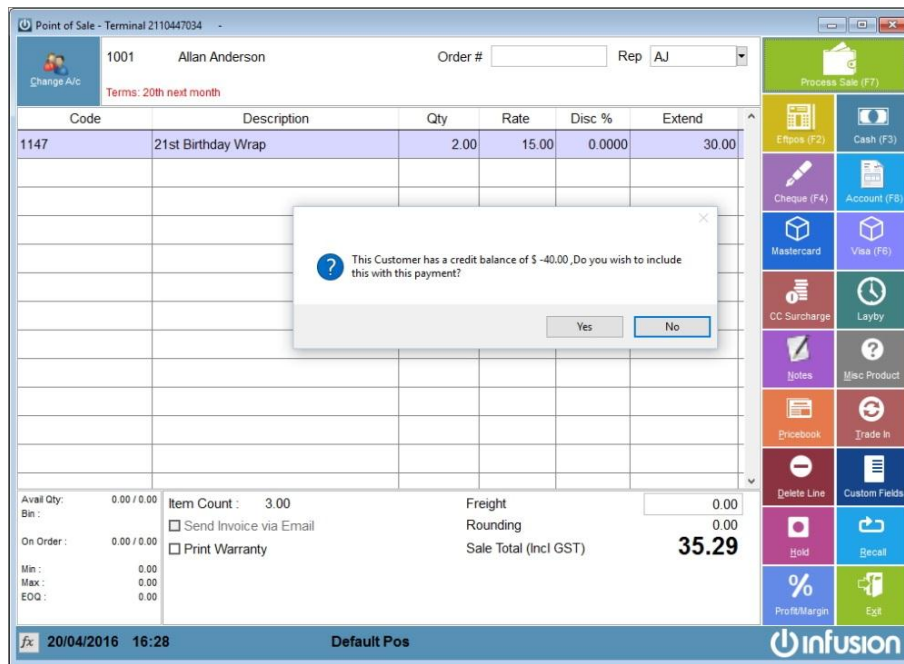 Point of Sale - Terminal 2110447034 -
Change A/c
1001 Allan Anderson Order # Rep AJ
Terms: 20th next month
Process Sale (F7)
Code Description Qty Rate Disc % Extend
1147 21st Birthday Wrap 2.00 15.00 0.0000 30.00
Eftpos (F2) Cash (F3)
Cheque (F4) Account (F8)
Mastercard Visa (F6)
This Customer has a credit balance of $ -40.00 ,Do you wish to include
this with this payment?
Yes No
CC Surcharge Layby
Notes Misc Product
Pricebook Trade In
Delete Line Custom Fields
Avail Qty: 0.00 / 0.00
Bin :
On Order : 0.00 / 0.00
Min : 0.00
Max : 0.00
EOQ : 0.00
Item Count : 3.00
Send Invoice via Email
Print Warranty
Freight 0.00
Rounding 0.00
Sale Total (Incl GST) 35.29
Hold Recall
Profit/Margin Exit
fx 20/04/2016 16:28 Default Pos infusion